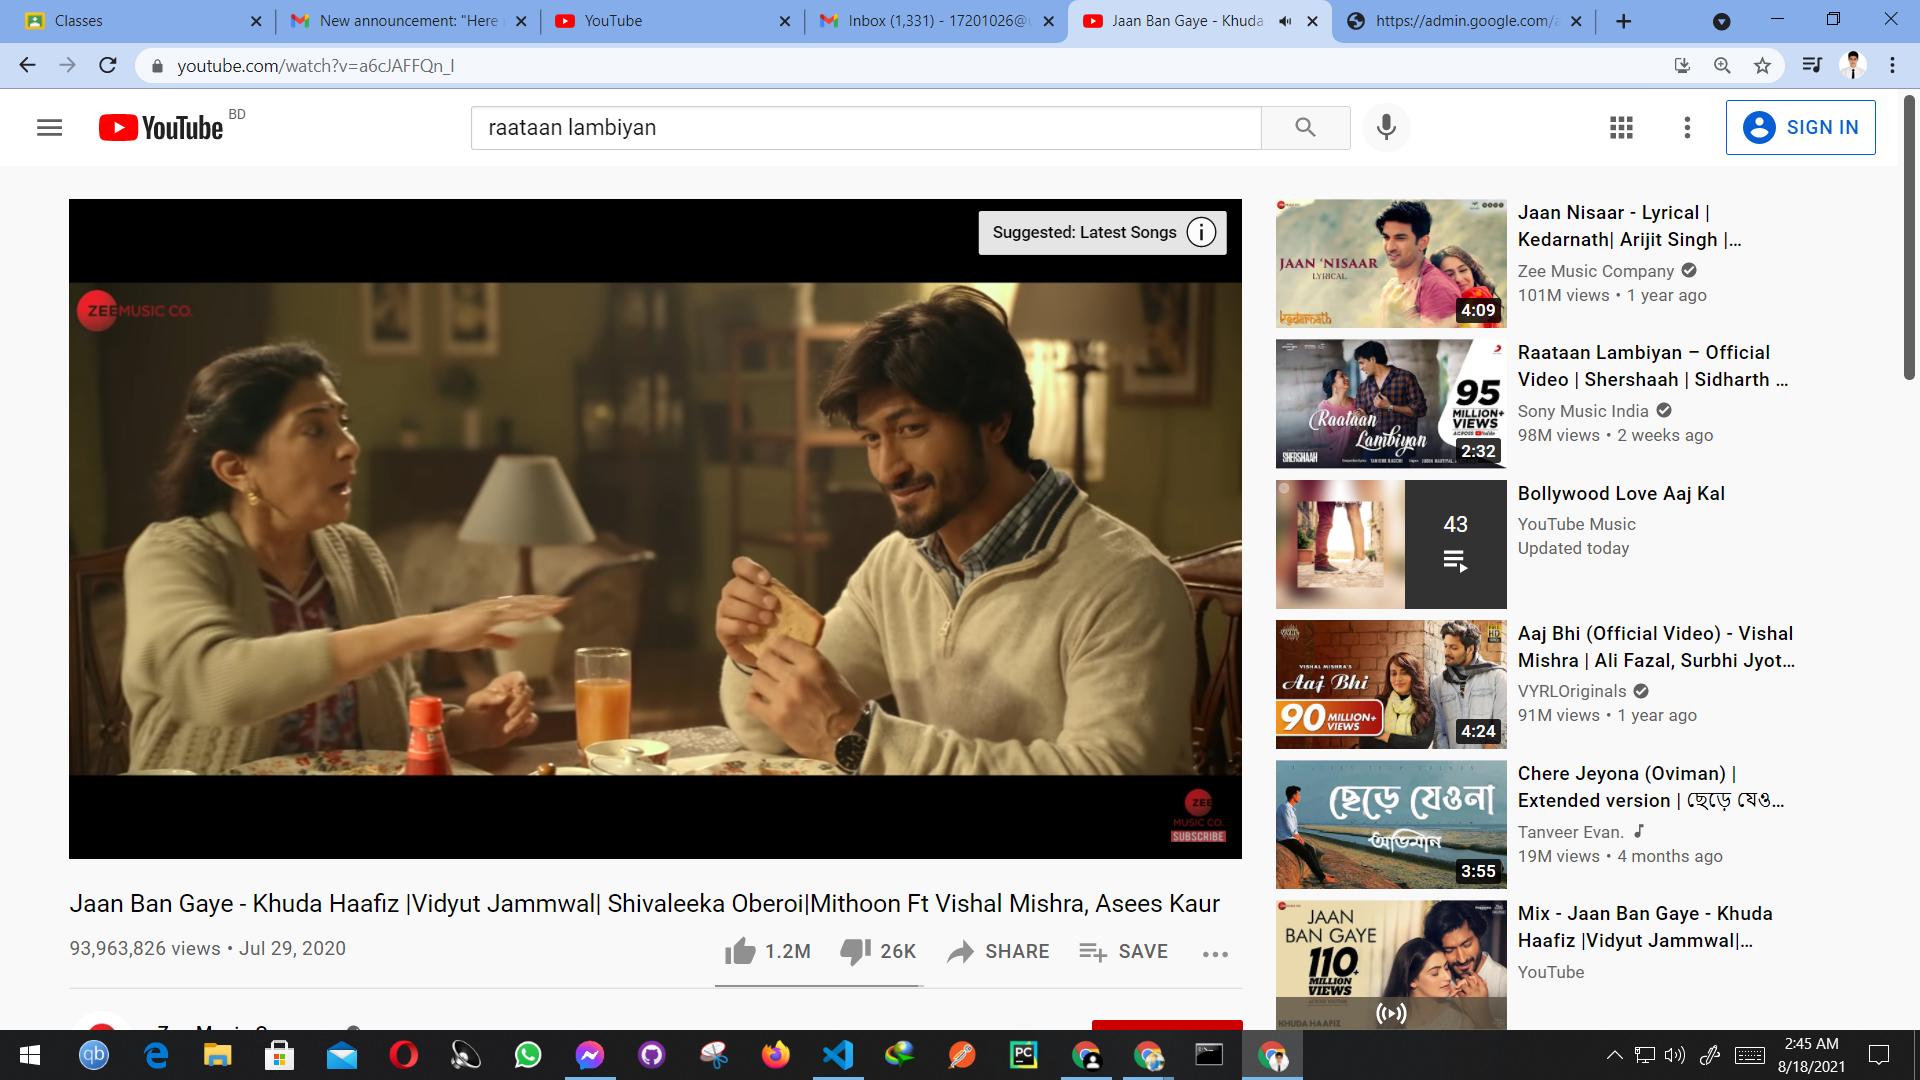 Classes
New announcement: "Here
YouTube
Inbox (1,331) - 17201026@
Jaan Ban Gaye - Khuda
https://admin.google.com/
youtube.com/watch?v=a6cJAFFQn_I
YouTube BD
raataan lambiyan
SIGN IN
Suggested: Latest Songs
ZEE MUSIC CO.
ZEE
MUSIC CO.
SUBSCRIBE
Jaan Ban Gaye - Khuda Haafiz |Vidyut Jammwal| Shivaleeka Oberoi|Mithoon Ft Vishal Mishra, Asees Kaur
93,963,826 views • Jul 29, 2020
1.2M 26K SHARE SAVE
JAAN 'NISAAR
LYRICAL
kedarnath
4:09
Jaan Nisaar - Lyrical |
Kedarnath| Arijit Singh |...
Zee Music Company
101M views • 1 year ago
95
MILLION+
VIEWS
ACROSS YouTube
Raataan
Lambiyan
SHERSHAAH
2:32
Raataan Lambiyan – Official
Video | Shershaah | Sidharth ...
Sony Music India
98M views • 2 weeks ago
43
Bollywood Love Aaj Kal
YouTube Music
Updated today
VISHAL MISHRA'S
Aaj Bhi
90 MILLION+
VIEWS
HD
4:24
Aaj Bhi (Official Video) - Vishal
Mishra | Ali Fazal, Surbhi Jyot...
VYRLOriginals
91M views • 1 year ago
ছেড়ে যেওনা
অভিমান
3:55
Chere Jeyona (Oviman) |
Extended version | ছেড়ে যেও...
Tanveer Evan.
19M views • 4 months ago
JAAN
BAN GAYE
110+
MILLION
VIEWS
KHUDA HAAFIZ
Mix - Jaan Ban Gaye - Khuda
Haafiz |Vidyut Jammwal|...
YouTube
2:45 AM
8/18/2021